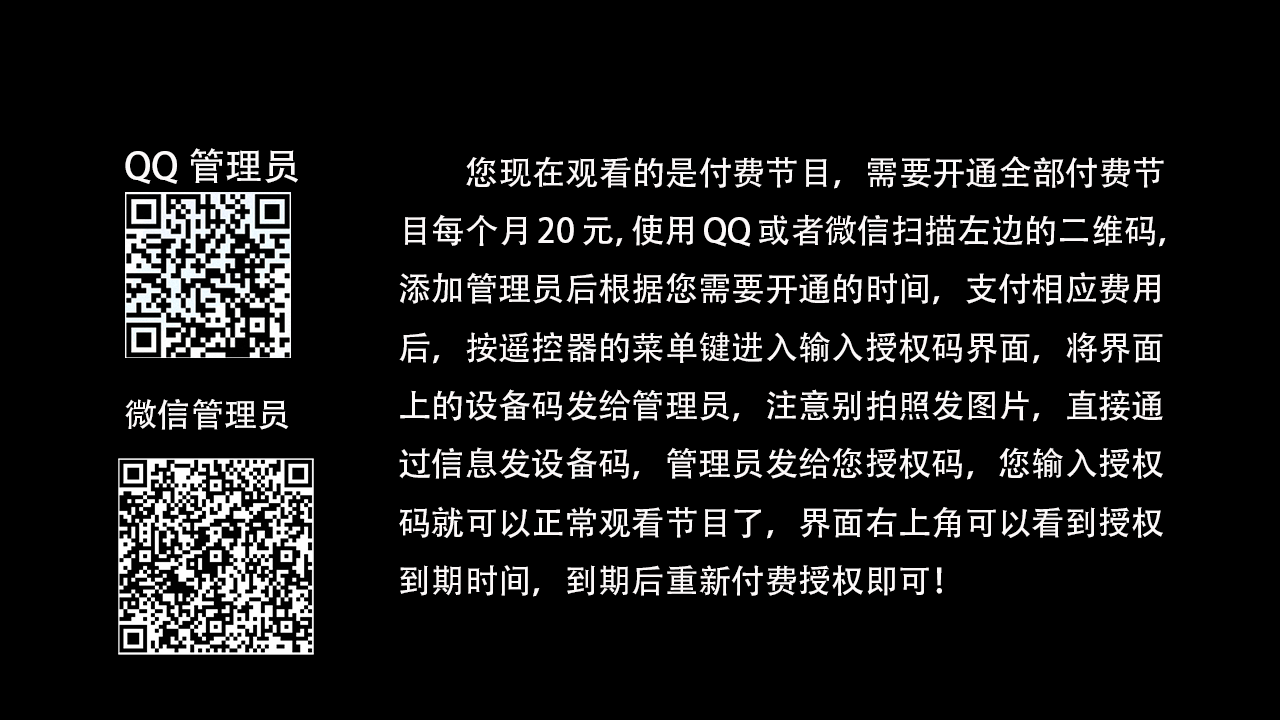 QQ 管理员
微信管理员
您现在观看的是付费节目，需要开通全部付费节
目每个月 20 元, 使用 QQ 或者微信扫描左边的二维码,
添加管理员后根据您需要开通的时间，支付相应费用
后，按遥控器的菜单键进入输入授权码界面，将界面
上的设备码发给管理员，注意别拍照发图片，直接通
过信息发设备码，管理员发给您授权码，您输入授权
码就可以正常观看节目了，界面右上角可以看到授权
到期时间，到期后重新付费授权即可！